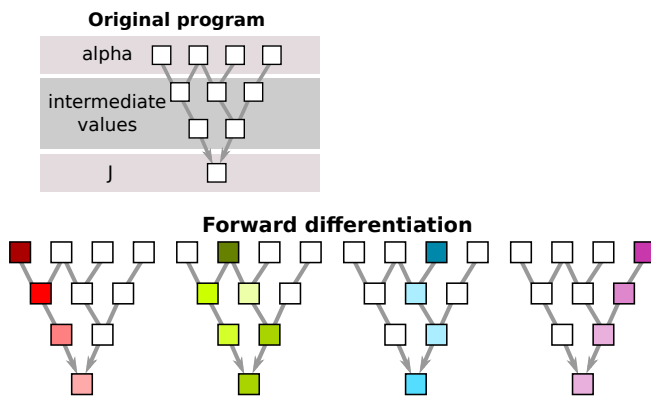 Original program
alpha
intermediate
values
J
Forward differentiation